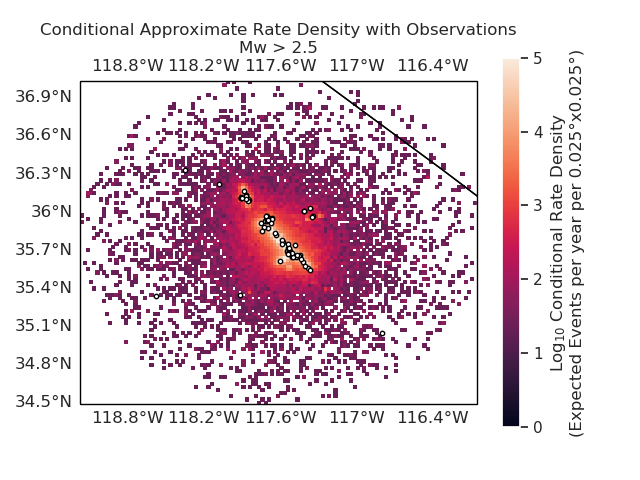 Conditional Approximate Rate Density with Observations
Mw > 2.5
118.8°W 118.2°W 117.6°W 117°W 116.4°W
36.9°N
36.6°N
36.3°N
36°N
35.7°N
35.4°N
35.1°N
34.8°N
34.5°N
118.8°W 118.2°W 117.6°W 117°W 116.4°W
5
4
3
2
1
0
Log₁₀ Conditional Rate Density
(Expected Events per year per 0.025°x0.025°)